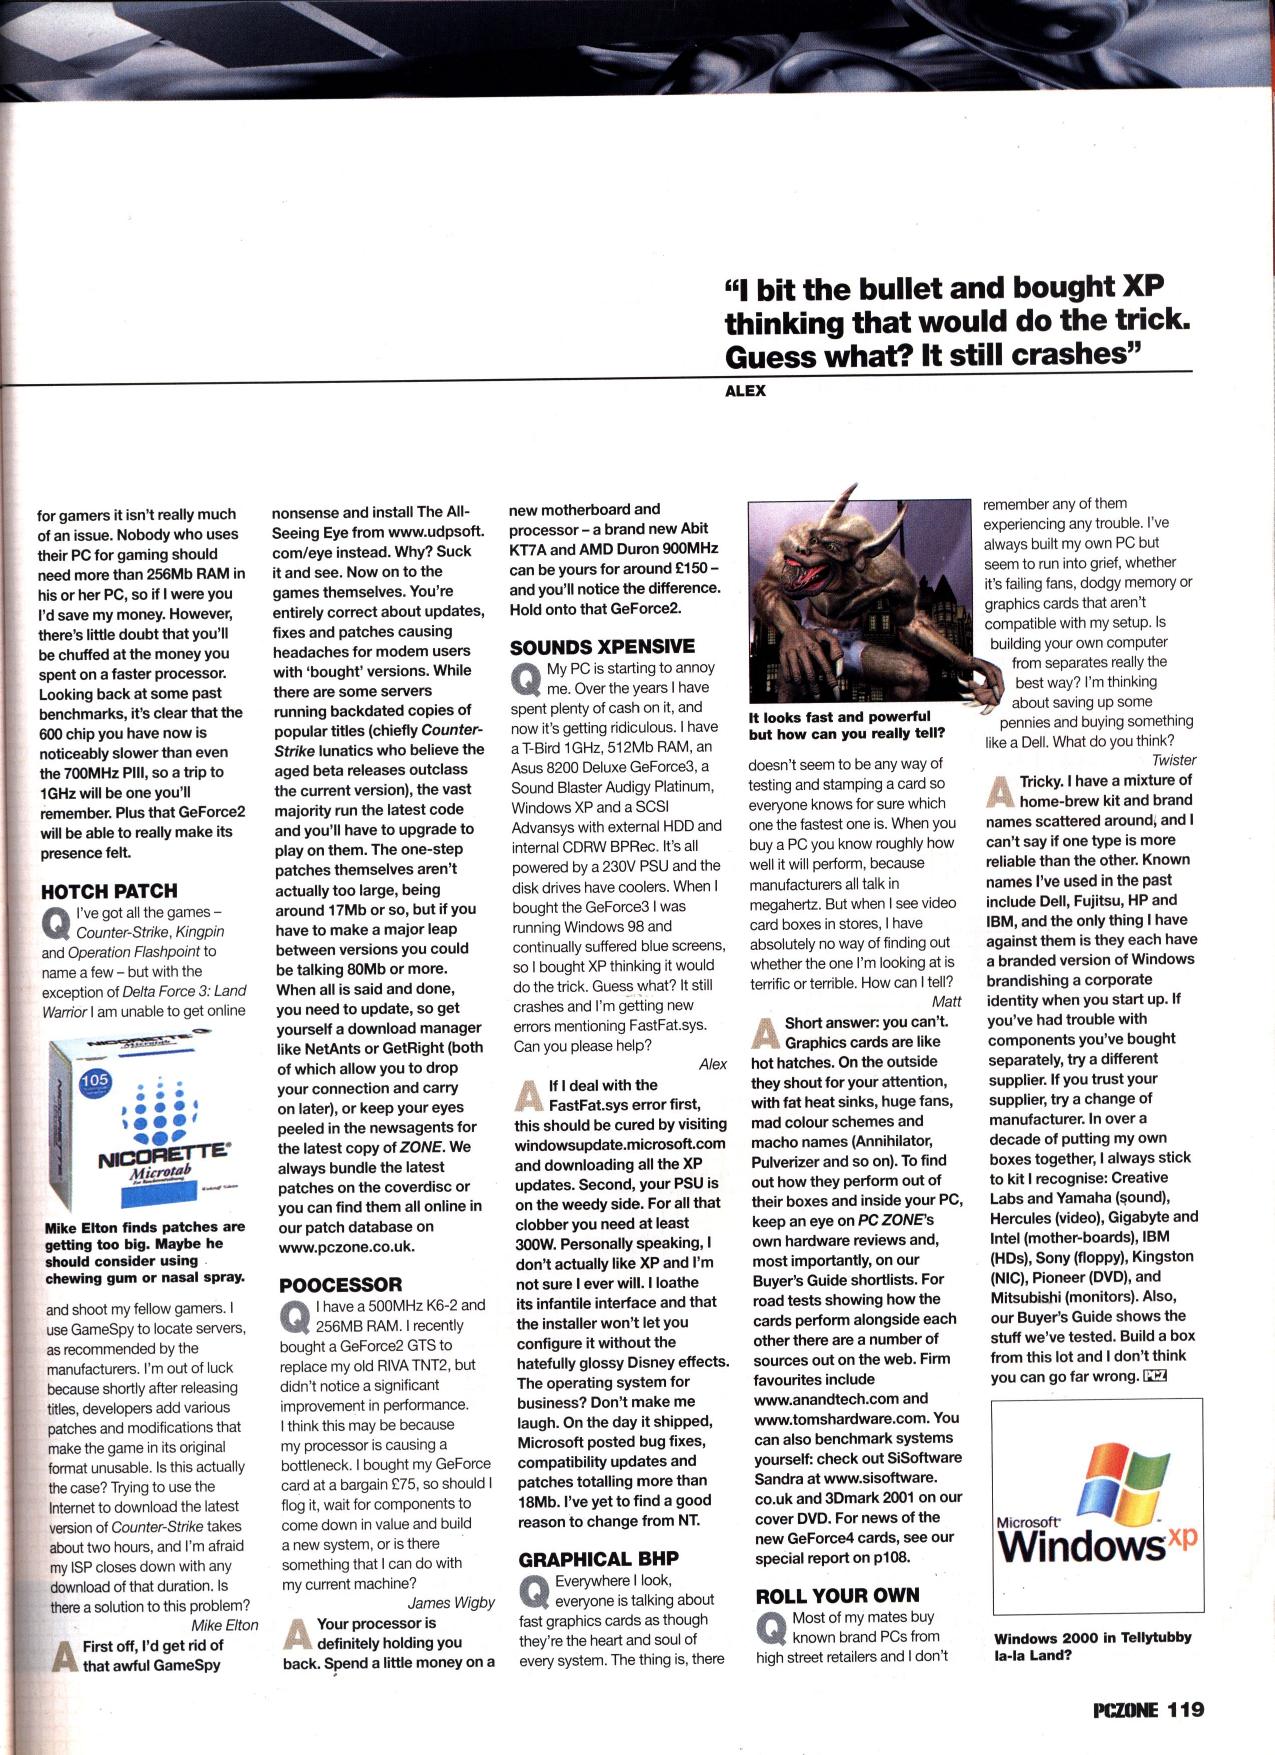 “I bit the bullet and bought XP
thinking that would do the trick.
Guess what? It still crashes”
ALEX
for gamers it isn't really much
of an issue. Nobody who uses
their PC for gaming should
need more than 256Mb RAM in
his or her PC, so if I were you
I'd save my money. However,
there's little doubt that you'll
be chuffed at the money you
spent on a faster processor.
Looking back at some past
benchmarks, it's clear that the
600 chip you have now is
noticeably slower than even
the 700MHz PIII, so a trip to
1GHz will be one you'll
remember. Plus that GeForce2
will be able to really make its
presence felt.
HOTCH PATCH
Q I've got all the games –
Counter-Strike, Kingpin
and Operation Flashpoint to
name a few – but with the
exception of Delta Force 3: Land
Warrior I am unable to get online
NICORETTE
Microtab
105
NICORETTE®
Microtab
Mike Elton finds patches are
getting too big. Maybe he
should consider using
chewing gum or nasal spray.
and shoot my fellow gamers. I
use GameSpy to locate servers,
as recommended by the
manufacturers. I'm out of luck
because shortly after releasing
titles, developers add various
patches and modifications that
make the game in its original
format unusable. Is this actually
the case? Trying to use the
Internet to download the latest
version of Counter-Strike takes
about two hours, and I'm afraid
my ISP closes down with any
download of that duration. Is
there a solution to this problem?
Mike Elton
A First off, I'd get rid of
that awful GameSpy
nonsense and install The All-
Seeing Eye from www.udpsoft.
com/eye instead. Why? Suck
it and see. Now on to the
games themselves. You're
entirely correct about updates,
fixes and patches causing
headaches for modem users
with ‘bought’ versions. While
there are some servers
running backdated copies of
popular titles (chiefly Counter-
Strike lunatics who believe the
aged beta releases outclass
the current version), the vast
majority run the latest code
and you'll have to upgrade to
play on them. The one-step
patches themselves aren't
actually too large, being
around 17Mb or so, but if you
have to make a major leap
between versions you could
be talking 80Mb or more.
When all is said and done,
you need to update, so get
yourself a download manager
like NetAnts or GetRight (both
of which allow you to drop
your connection and carry
on later), or keep your eyes
peeled in the newsagents for
the latest copy of ZONE. We
always bundle the latest
patches on the coverdisc or
you can find them all online in
our patch database on
www.pczone.co.uk.
POOCESSOR
Q I have a 500MHz K6-2 and
256MB RAM. I recently
bought a GeForce2 GTS to
replace my old RIVA TNT2, but
didn't notice a significant
improvement in performance.
I think this may be because
my processor is causing a
bottleneck. I bought my GeForce
card at a bargain £75, so should I
flog it, wait for components to
come down in value and build
a new system, or is there
something that I can do with
my current machine?
James Wigby
A Your processor is
definitely holding you
back. Spend a little money on a
new motherboard and
processor – a brand new Abit
KT7A and AMD Duron 900MHz
can be yours for around £150 –
and you'll notice the difference.
Hold onto that GeForce2.
SOUNDS XPENSIVE
Q My PC is starting to annoy
me. Over the years I have
spent plenty of cash on it, and
now it's getting ridiculous. I have
a T-Bird 1GHz, 512Mb RAM, an
Asus 8200 Deluxe GeForce3, a
Sound Blaster Audigy Platinum,
Windows XP and a SCSI
Advansys with external HDD and
internal CDRW BPRec. It's all
powered by a 230V PSU and the
disk drives have coolers. When I
bought the GeForce3 I was
running Windows 98 and
continually suffered blue screens,
so I bought XP thinking it would
do the trick. Guess what? It still
crashes and I'm getting new
errors mentioning FastFat.sys.
Can you please help?
Alex
A If I deal with the
FastFat.sys error first,
this should be cured by visiting
windowsupdate.microsoft.com
and downloading all the XP
updates. Second, your PSU is
on the weedy side. For all that
clobber you need at least
300W. Personally speaking, I
don't actually like XP and I'm
not sure I ever will. I loathe
its infantile interface and that
the installer won't let you
configure it without the
hatefully glossy Disney effects.
The operating system for
business? Don't make me
laugh. On the day it shipped,
Microsoft posted bug fixes,
compatibility updates and
patches totalling more than
18Mb. I've yet to find a good
reason to change from NT.
GRAPHICAL BHP
Q Everywhere I look,
everyone is talking about
fast graphics cards as though
they're the heart and soul of
every system. The thing is, there
It looks fast and powerful
but how can you really tell?
doesn't seem to be any way of
testing and stamping a card so
everyone knows for sure which
one the fastest one is. When you
buy a PC you know roughly how
well it will perform, because
manufacturers all talk in
megahertz. But when I see video
card boxes in stores, I have
absolutely no way of finding out
whether the one I'm looking at is
terrific or terrible. How can I tell?
Matt
A Short answer: you can't.
Graphics cards are like
hot hatches. On the outside
they shout for your attention,
with fat heat sinks, huge fans,
mad colour schemes and
macho names (Annihilator,
Pulverizer and so on). To find
out how they perform out of
their boxes and inside your PC,
keep an eye on PC ZONE's
own hardware reviews and,
most importantly, on our
Buyer's Guide shortlists. For
road tests showing how the
cards perform alongside each
other there are a number of
sources out on the web. Firm
favourites include
www.anandtech.com and
www.tomshardware.com. You
can also benchmark systems
yourself: check out SiSoftware
Sandra at www.sisoftware.
co.uk and 3Dmark 2001 on our
cover DVD. For news of the
new GeForce4 cards, see our
special report on p108.
ROLL YOUR OWN
Q Most of my mates buy
known brand PCs from
high street retailers and I don't
remember any of them
experiencing any trouble. I've
always built my own PC but
seem to run into grief, whether
it's failing fans, dodgy memory or
graphics cards that aren't
compatible with my setup. Is
building your own computer
from separates really the
best way? I'm thinking
about saving up some
pennies and buying something
like a Dell. What do you think?
Twister
A Tricky. I have a mixture of
home-brew kit and brand
names scattered around, and I
can't say if one type is more
reliable than the other. Known
names I've used in the past
include Dell, Fujitsu, HP and
IBM, and the only thing I have
against them is they each have
a branded version of Windows
brandishing a corporate
identity when you start up. If
you've had trouble with
components you've bought
separately, try a different
supplier. If you trust your
supplier, try a change of
manufacturer. In over a
decade of putting my own
boxes together, I always stick
to kit I recognise: Creative
Labs and Yamaha (sound),
Hercules (video), Gigabyte and
Intel (mother-boards), IBM
(HDs), Sony (floppy), Kingston
(NIC), Pioneer (DVD), and
Mitsubishi (monitors). Also,
our Buyer's Guide shows the
stuff we've tested. Build a box
from this lot and I don't think
you can go far wrong. PCZ
Microsoft®
Windows xp
Windows 2000 in Tellytubby
la-la Land?
PCZONE 119